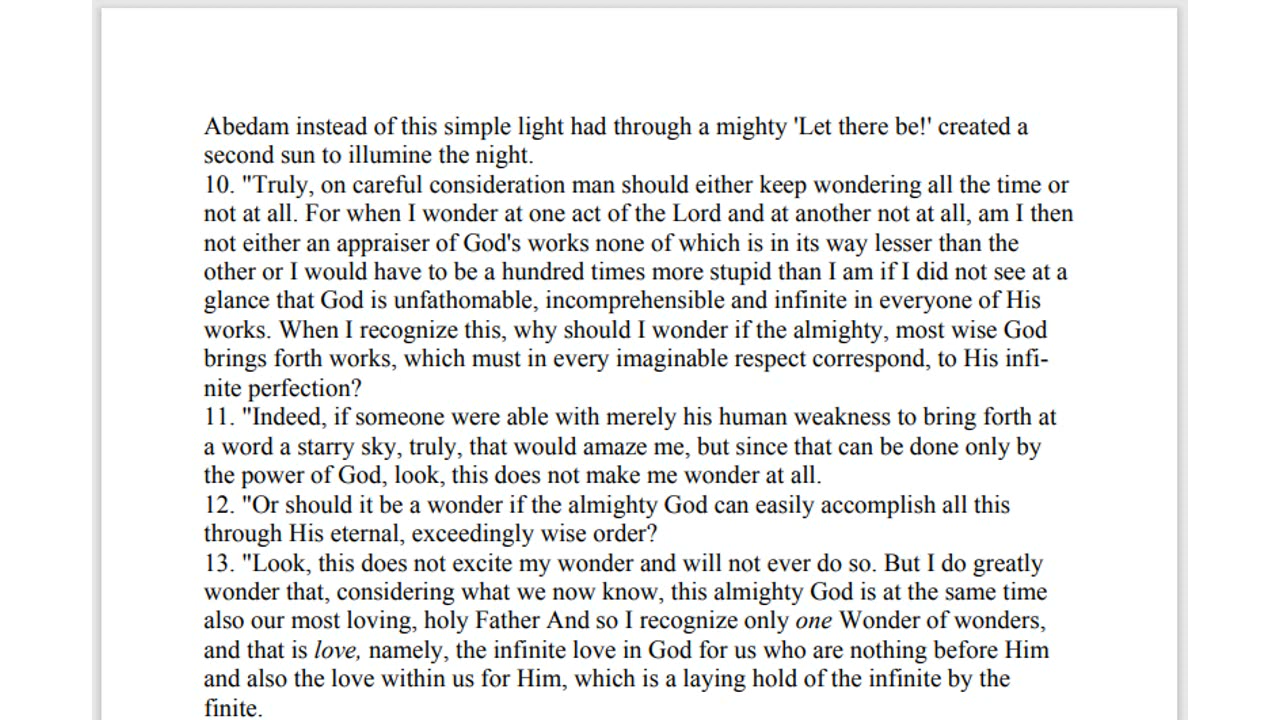 Abedam instead of this simple light had through a mighty 'Let there be!' created a
second sun to illumine the night.
10. "Truly, on careful consideration man should either keep wondering all the time or
not at all. For when I wonder at one act of the Lord and at another not at all, am I then
not either an appraiser of God's works none of which is in its way lesser than the
other or I would have to be a hundred times more stupid than I am if I did not see at a
glance that God is unfathomable, incomprehensible and infinite in everyone of His
works. When I recognize this, why should I wonder if the almighty, most wise God
brings forth works, which must in every imaginable respect correspond, to His infi-
nite perfection?
11. "Indeed, if someone were able with merely his human weakness to bring forth at
a word a starry sky, truly, that would amaze me, but since that can be done only by
the power of God, look, this does not make me wonder at all.
12. "Or should it be a wonder if the almighty God can easily accomplish all this
through His eternal, exceedingly wise order?
13. "Look, this does not excite my wonder and will not ever do so. But I do greatly
wonder that, considering what we now know, this almighty God is at the same time
also our most loving, holy Father And so I recognize only one Wonder of wonders,
and that is love, namely, the infinite love in God for us who are nothing before Him
and also the love within us for Him, which is a laying hold of the infinite by the
finite.